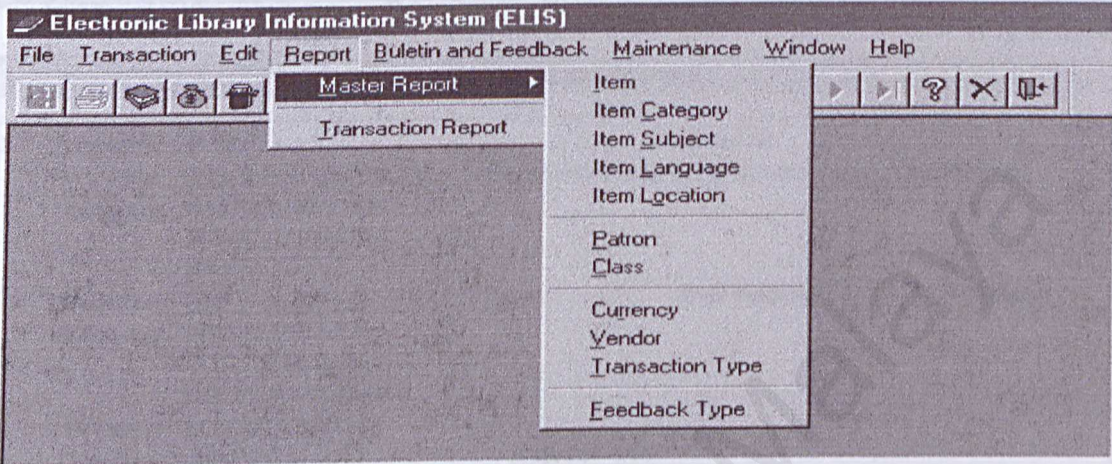 Electronic Library Information System (ELIS)
File Transaction Edit Report Buletin and Feedback Maintenance Window Help
Master Report
Transaction Report
Item
Item Category
Item Subject
Item Language
Item Location
Patron
Class
Currency
Vendor
Transaction Type
Feedback Type
Malaya